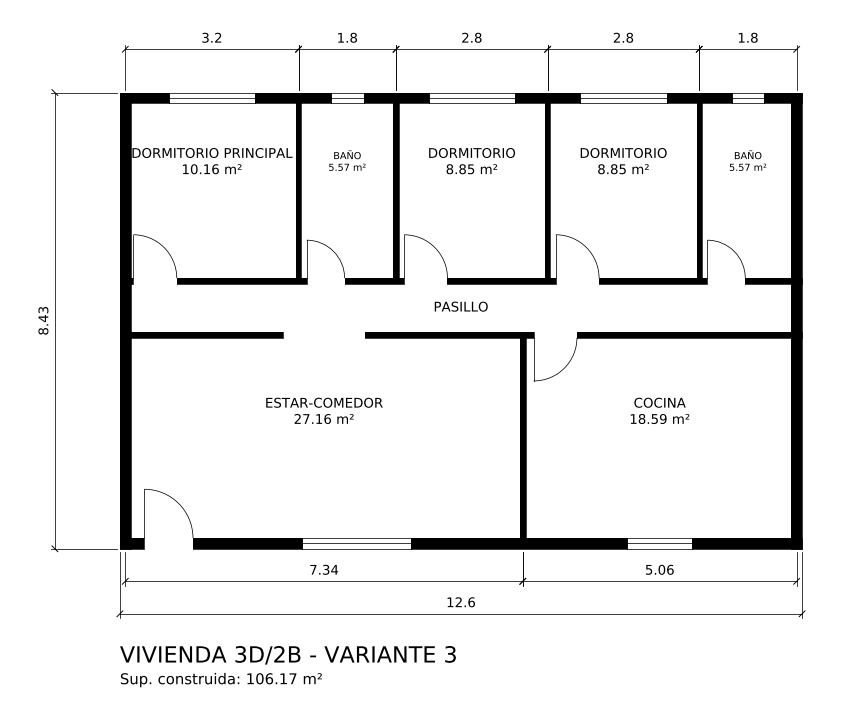 3.2
1.8
2.8
2.8
1.8
DORMITORIO PRINCIPAL
10.16 m²
BAÑO
5.57 m²
DORMITORIO
8.85 m²
DORMITORIO
8.85 m²
BAÑO
5.57 m²
PASILLO
8.43
ESTAR-COMEDOR
27.16 m²
COCINA
18.59 m²
7.34
5.06
12.6
VIVIENDA 3D/2B - VARIANTE 3
Sup. construida: 106.17 m²